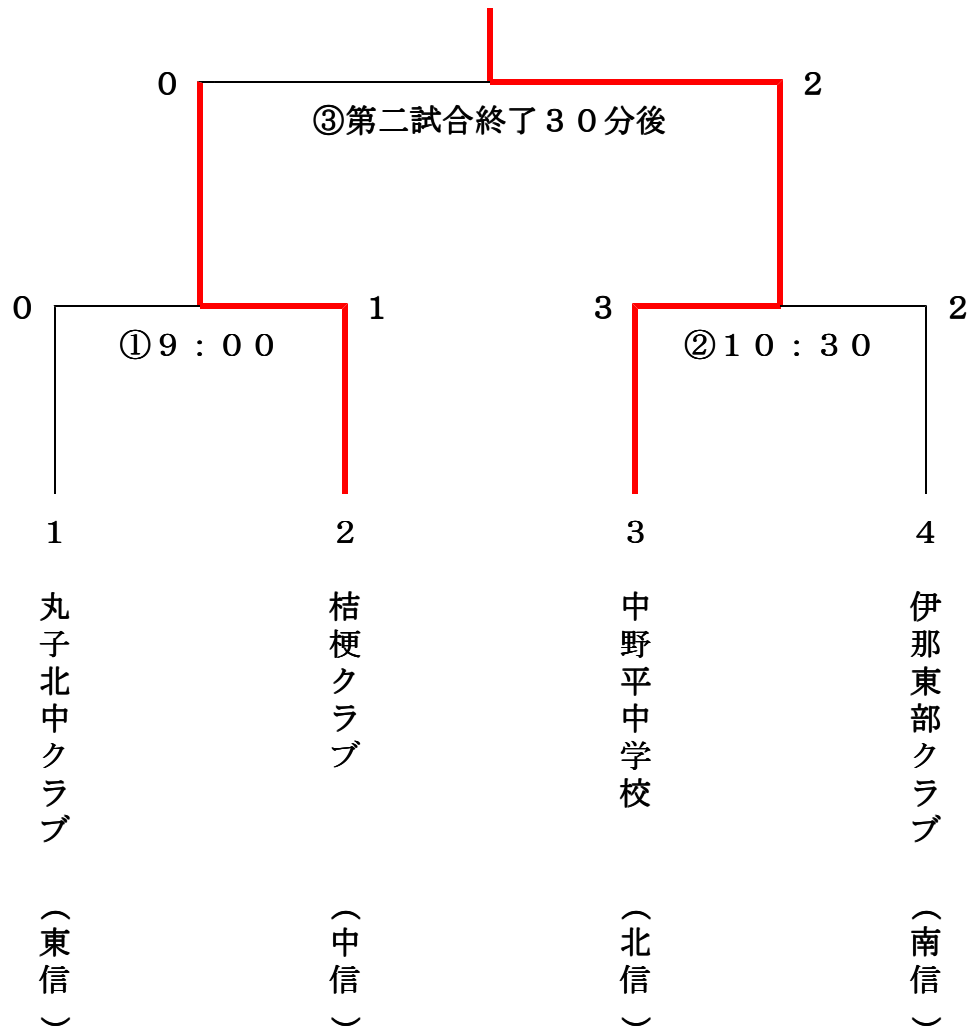 ０
２
③第二試合終了３０分後
０
１
３
２
①９：００
②１０：３０
１
２
３
４
丸子北中クラブ（東信）
桔梗クラブ（中信）
中野平中学校（北信）
伊那東部クラブ（南信）